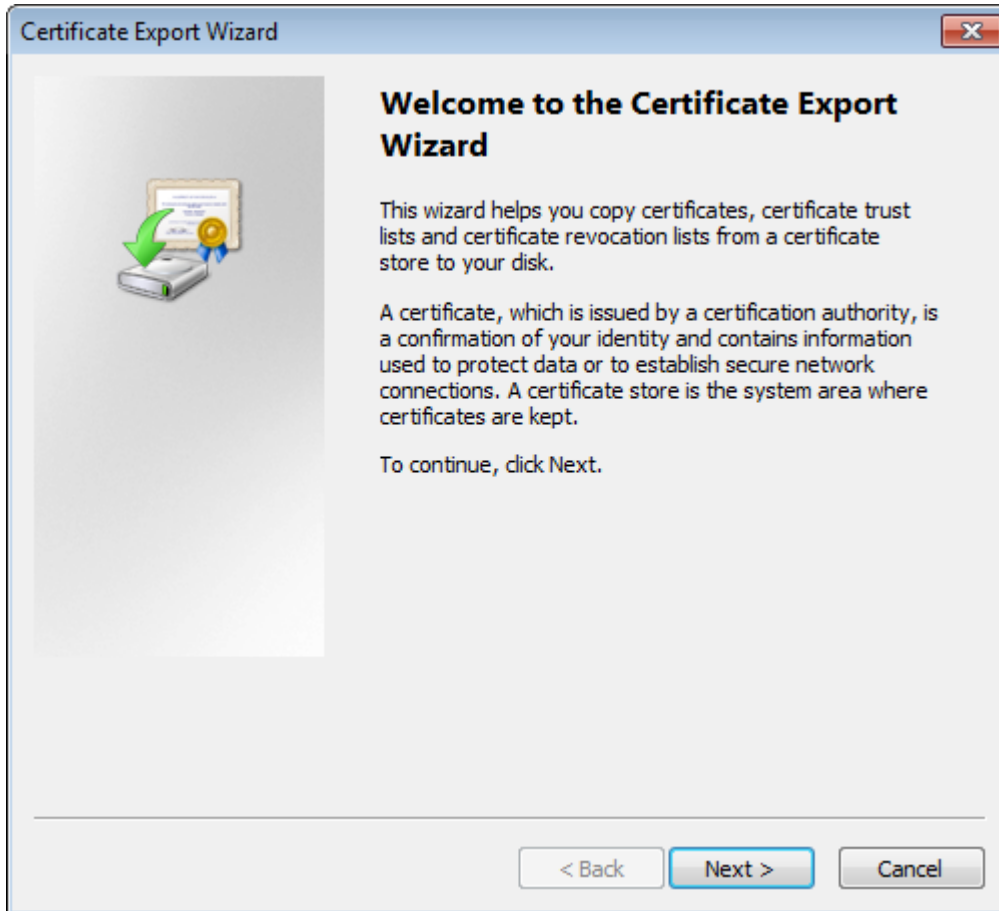 Certificate Export Wizard
Welcome to the Certificate Export
Wizard
This wizard helps you copy certificates, certificate trust
lists and certificate revocation lists from a certificate
store to your disk.
A certificate, which is issued by a certification authority, is
a confirmation of your identity and contains information
used to protect data or to establish secure network
connections. A certificate store is the system area where
certificates are kept.
To continue, click Next.
< Back
Next >
Cancel